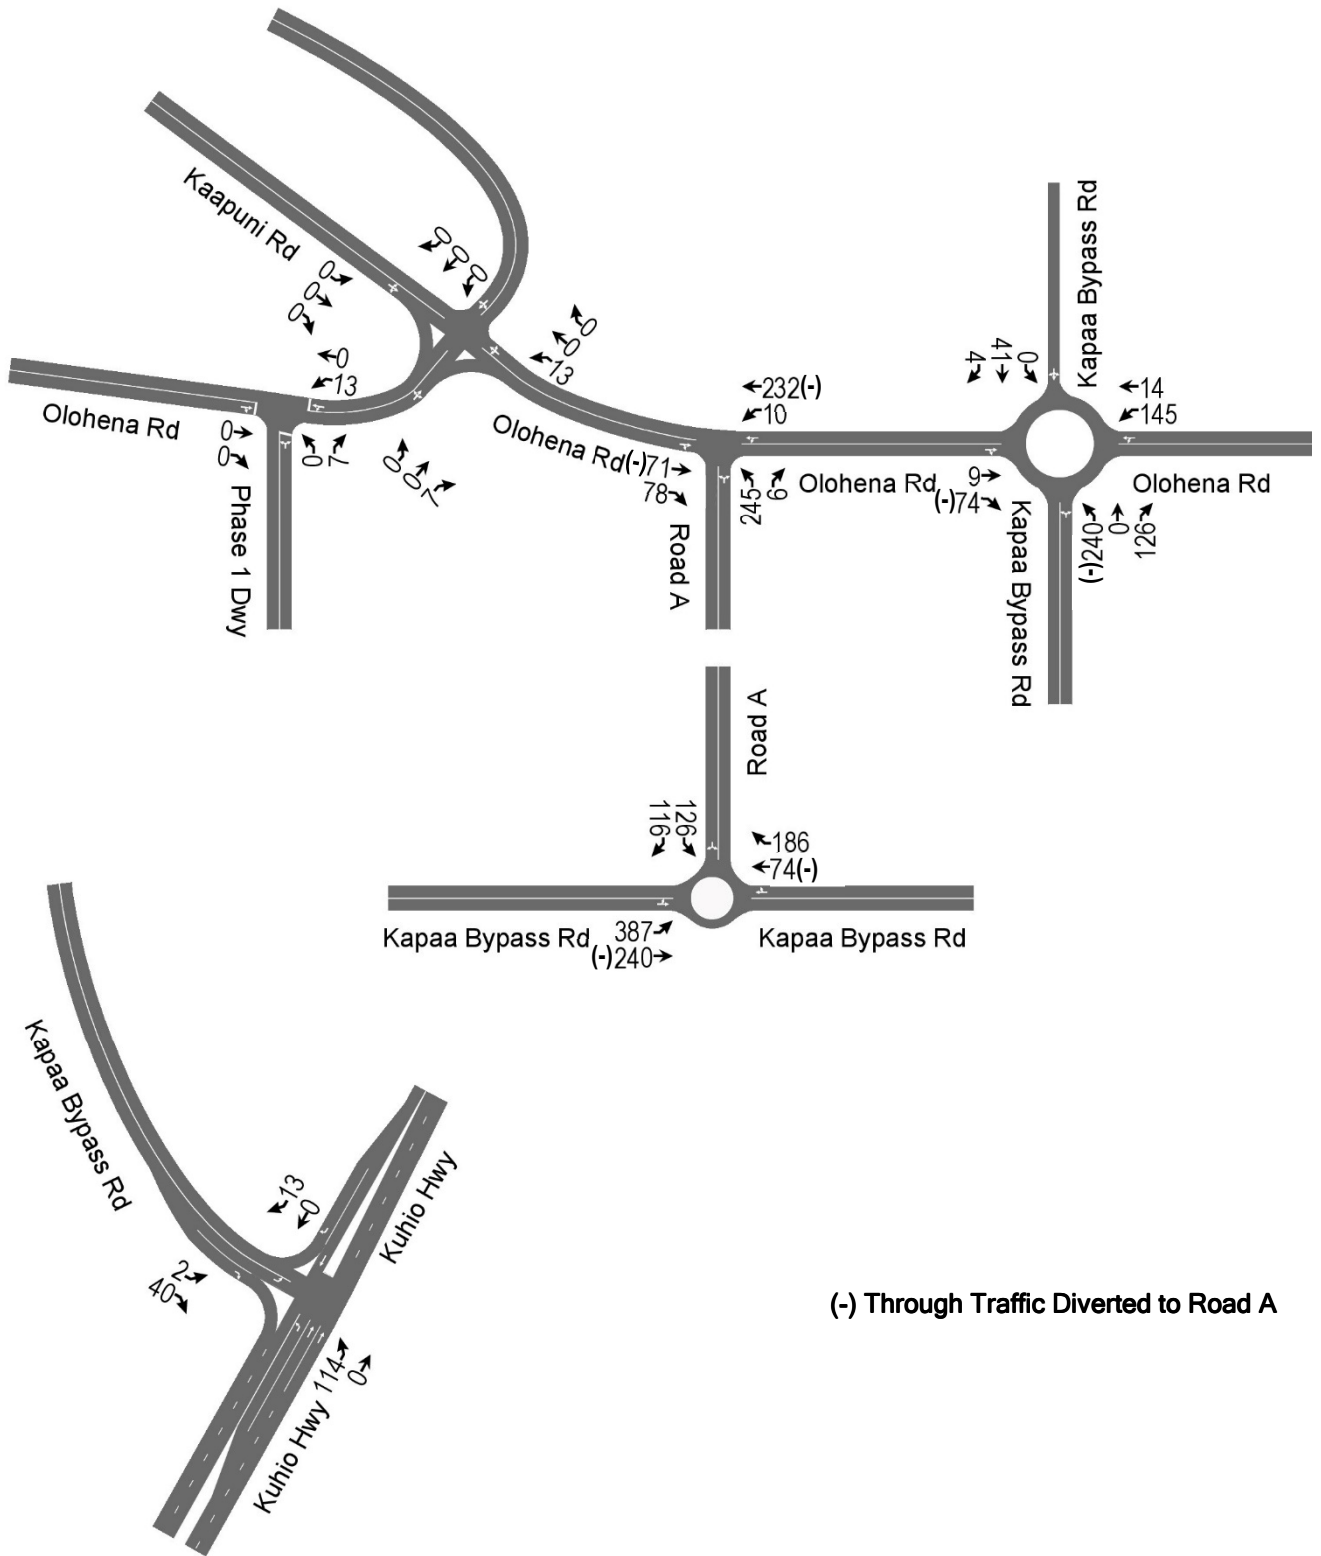 Kaapuni Rd
0
0
0
0
0
0
0
0
13
Kapaa Bypass Rd
0
13
Olohena Rd
0
0
0
7
0
0
7
Phase 1 Dwy
Olohena Rd
(-)71
78
232(-)
10
245
6
Road A
Olohena Rd
4
41
0
14
145
9
(-)74
Olohena Rd
Kapaa Bypass Rd
(-)240
0
126
Road A
116
126
186
74(-)
Kapaa Bypass Rd
387
(-)240
Kapaa Bypass Rd
Kapaa Bypass Rd
13
0
Kuhio Hwy
2
40
114
0
Kuhio Hwy
(-) Through Traffic Diverted to Road A